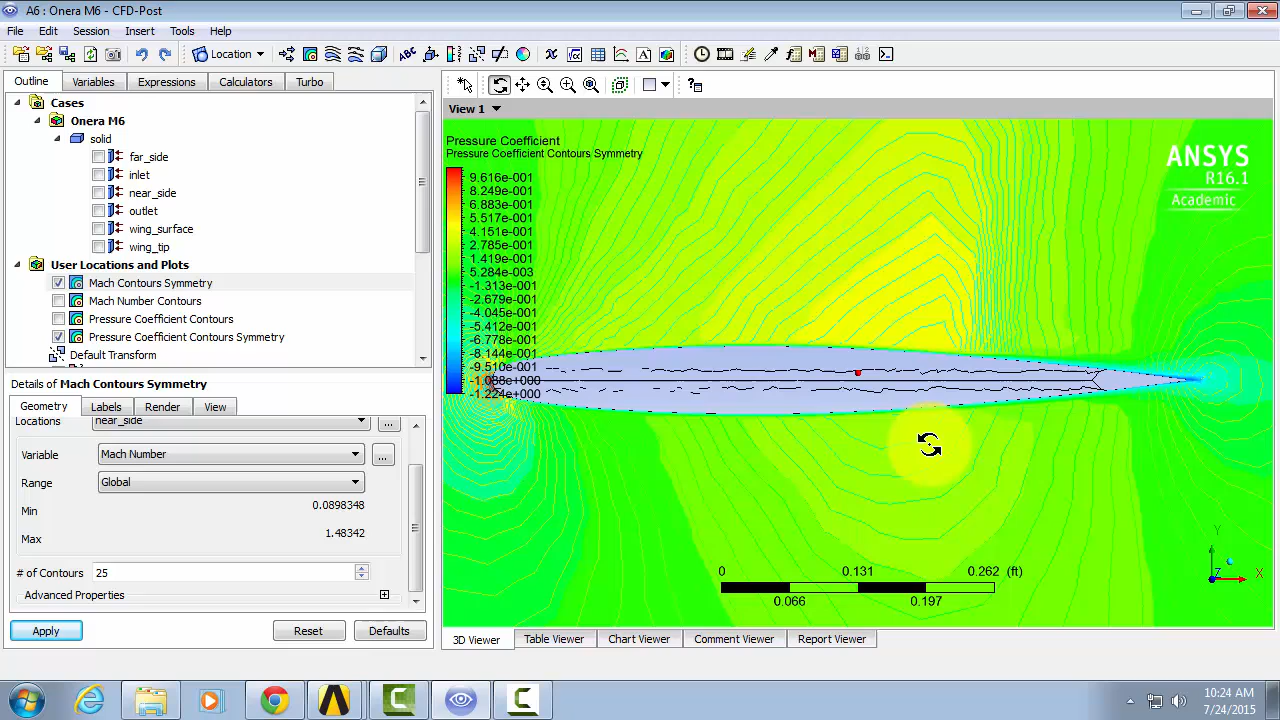 A6 : Onera M6 - CFD-Post
File Edit Session Insert Tools Help
Location
Outline Variables Expressions Calculators Turbo
Cases
Onera M6
solid
far_side
inlet
near_side
outlet
wing_surface
wing_tip
User Locations and Plots
Mach Contours Symmetry
Mach Number Contours
Pressure Coefficient Contours
Pressure Coefficient Contours Symmetry
Default Transform
Details of Mach Contours Symmetry
Geometry Labels Render View
Locations near_side ...
Variable Mach Number ...
Range Global
Min 0.0898348
Max 1.48342
# of Contours 25
Advanced Properties
Apply Reset Defaults
View 1
Pressure Coefficient
Pressure Coefficient Contours Symmetry
9.616e-001
8.249e-001
6.883e-001
5.517e-001
4.151e-001
2.785e-001
1.419e-001
5.284e-003
-1.313e-001
-2.679e-001
-4.045e-001
-5.412e-001
-6.778e-001
-8.144e-001
-9.510e-001
-1.088e+000
-1.224e+000
ANSYS
R16.1
Academic
0 0.131 0.262 (ft)
0.066 0.197
Y
Z X
3D Viewer Table Viewer Chart Viewer Comment Viewer Report Viewer
10:24 AM
7/24/2015